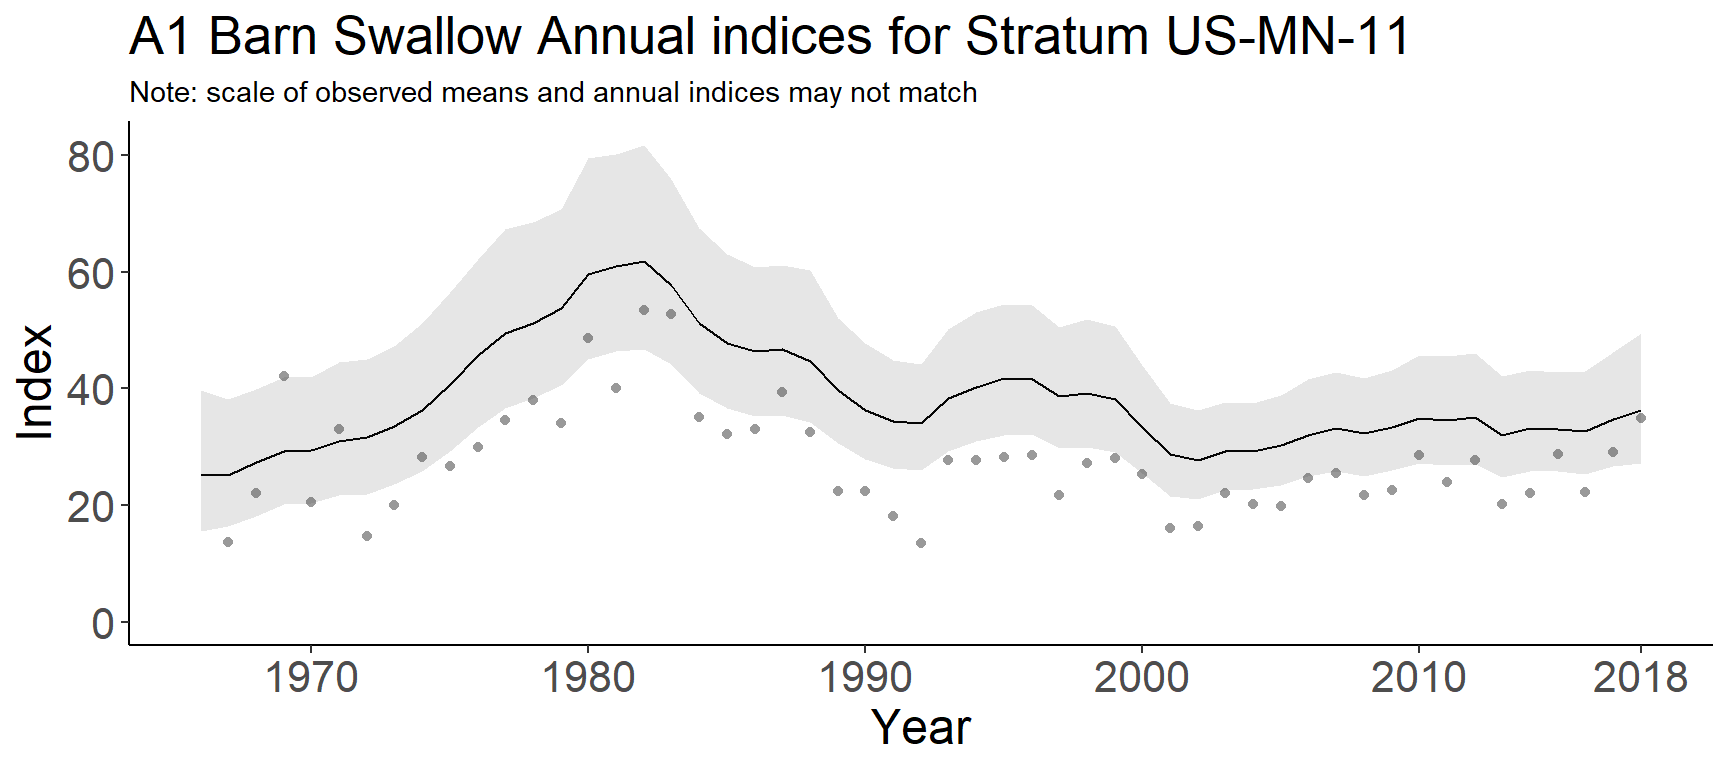 A1 Barn Swallow Annual indices for Stratum US-MN-11
Note: scale of observed means and annual indices may not match
80
60
40
20
0
Index
1970 1980 1990 2000 2010 2018
Year